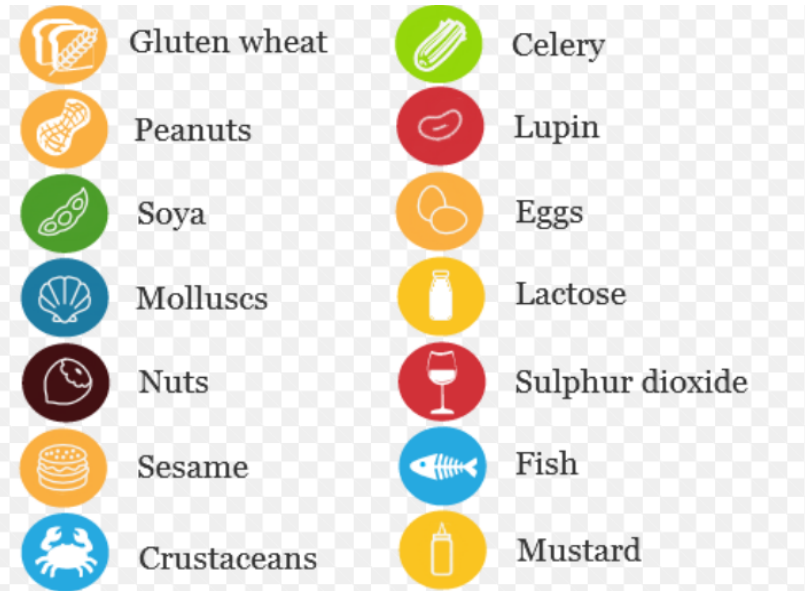 Gluten wheat
Peanuts
Soya
Molluscs
Nuts
Sesame
Crustaceans
Celery
Lupin
Eggs
Lactose
Sulphur dioxide
Fish
Mustard